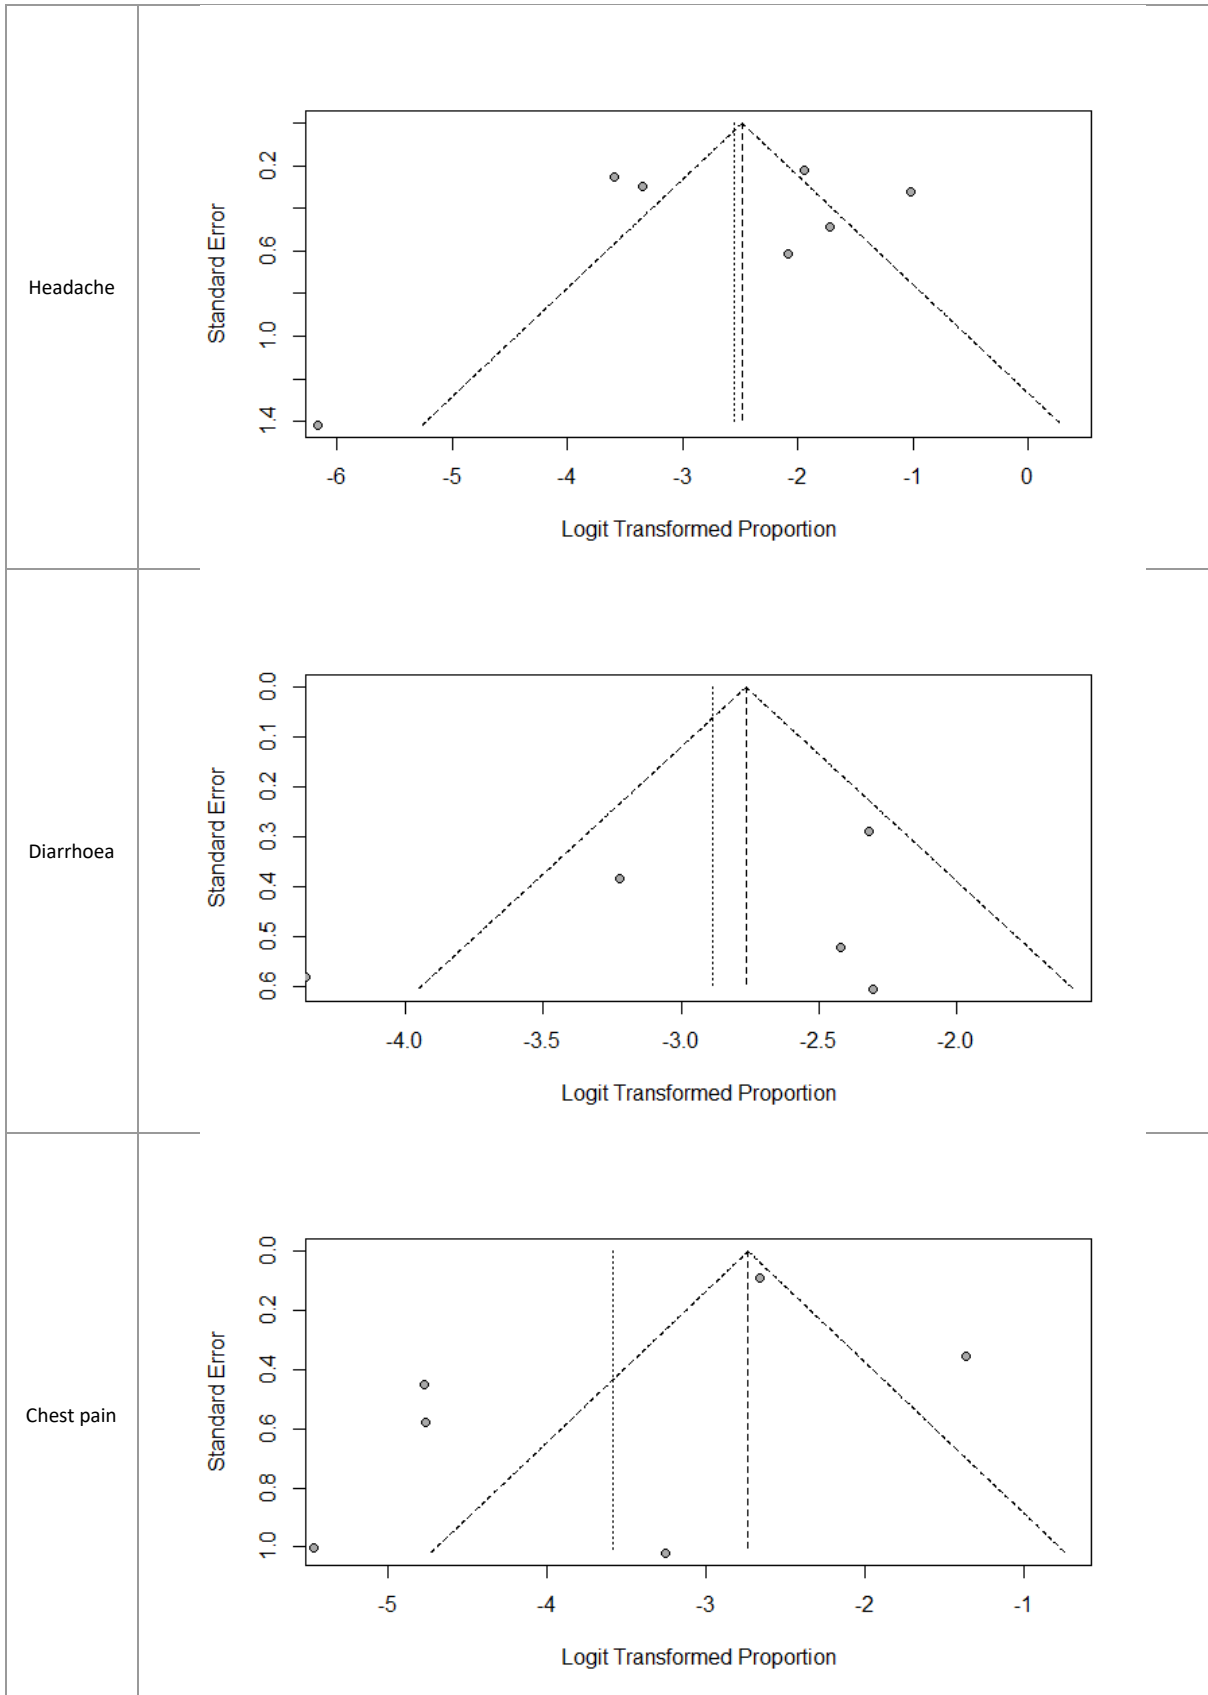 Headache
Standard Error
0.2
0.6
1.0
1.4
-6 -5 -4 -3 -2 -1 0
Logit Transformed Proportion
Diarrhoea
Standard Error
0.0
0.1
0.2
0.3
0.4
0.5
0.6
-4.0 -3.5 -3.0 -2.5 -2.0
Logit Transformed Proportion
Chest pain
Standard Error
0.0
0.2
0.4
0.6
0.8
1.0
-5 -4 -3 -2 -1
Logit Transformed Proportion